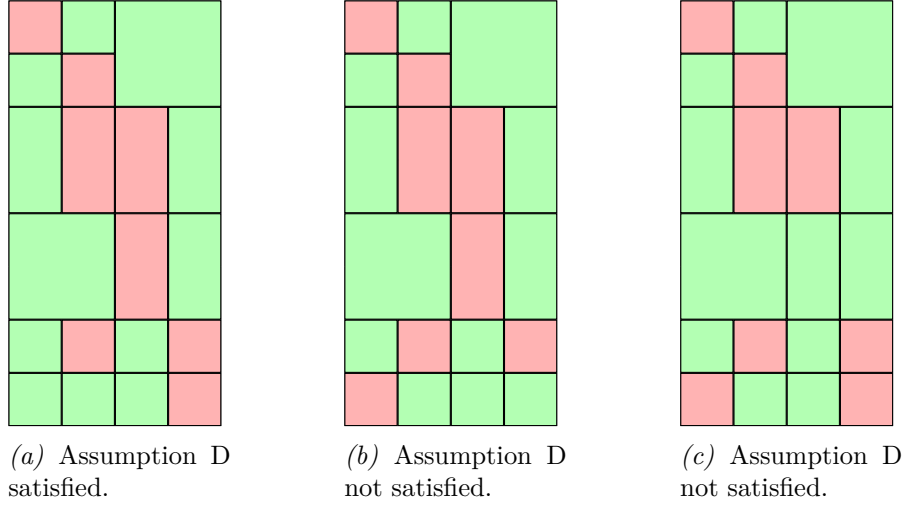 (a) Assumption D
satisfied.
(b) Assumption D
not satisfied.
(c) Assumption D
not satisfied.